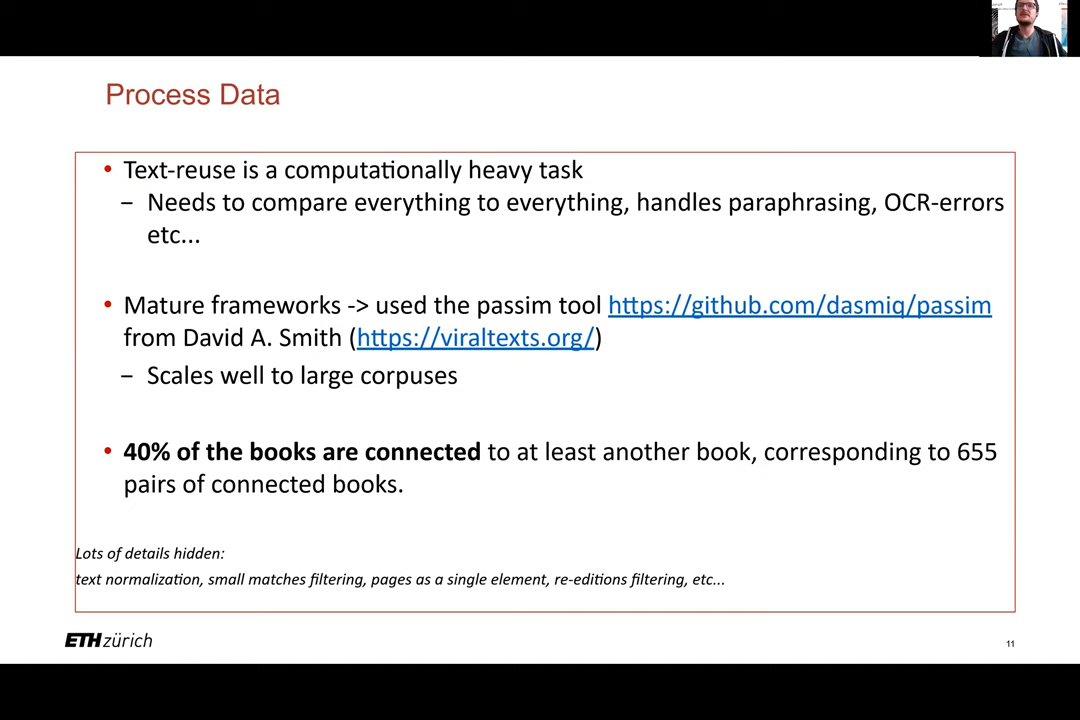 Process Data
• Text-reuse is a computationally heavy task
– Needs to compare everything to everything, handles paraphrasing, OCR-errors
etc...
• Mature frameworks -> used the passim tool https://github.com/dasmiq/passim
from David A. Smith (https://viraltexts.org/)
– Scales well to large corpuses
• 40% of the books are connected to at least another book, corresponding to 655
pairs of connected books.
Lots of details hidden:
text normalization, small matches filtering, pages as a single element, re-editions filtering, etc...
ETH zürich
11